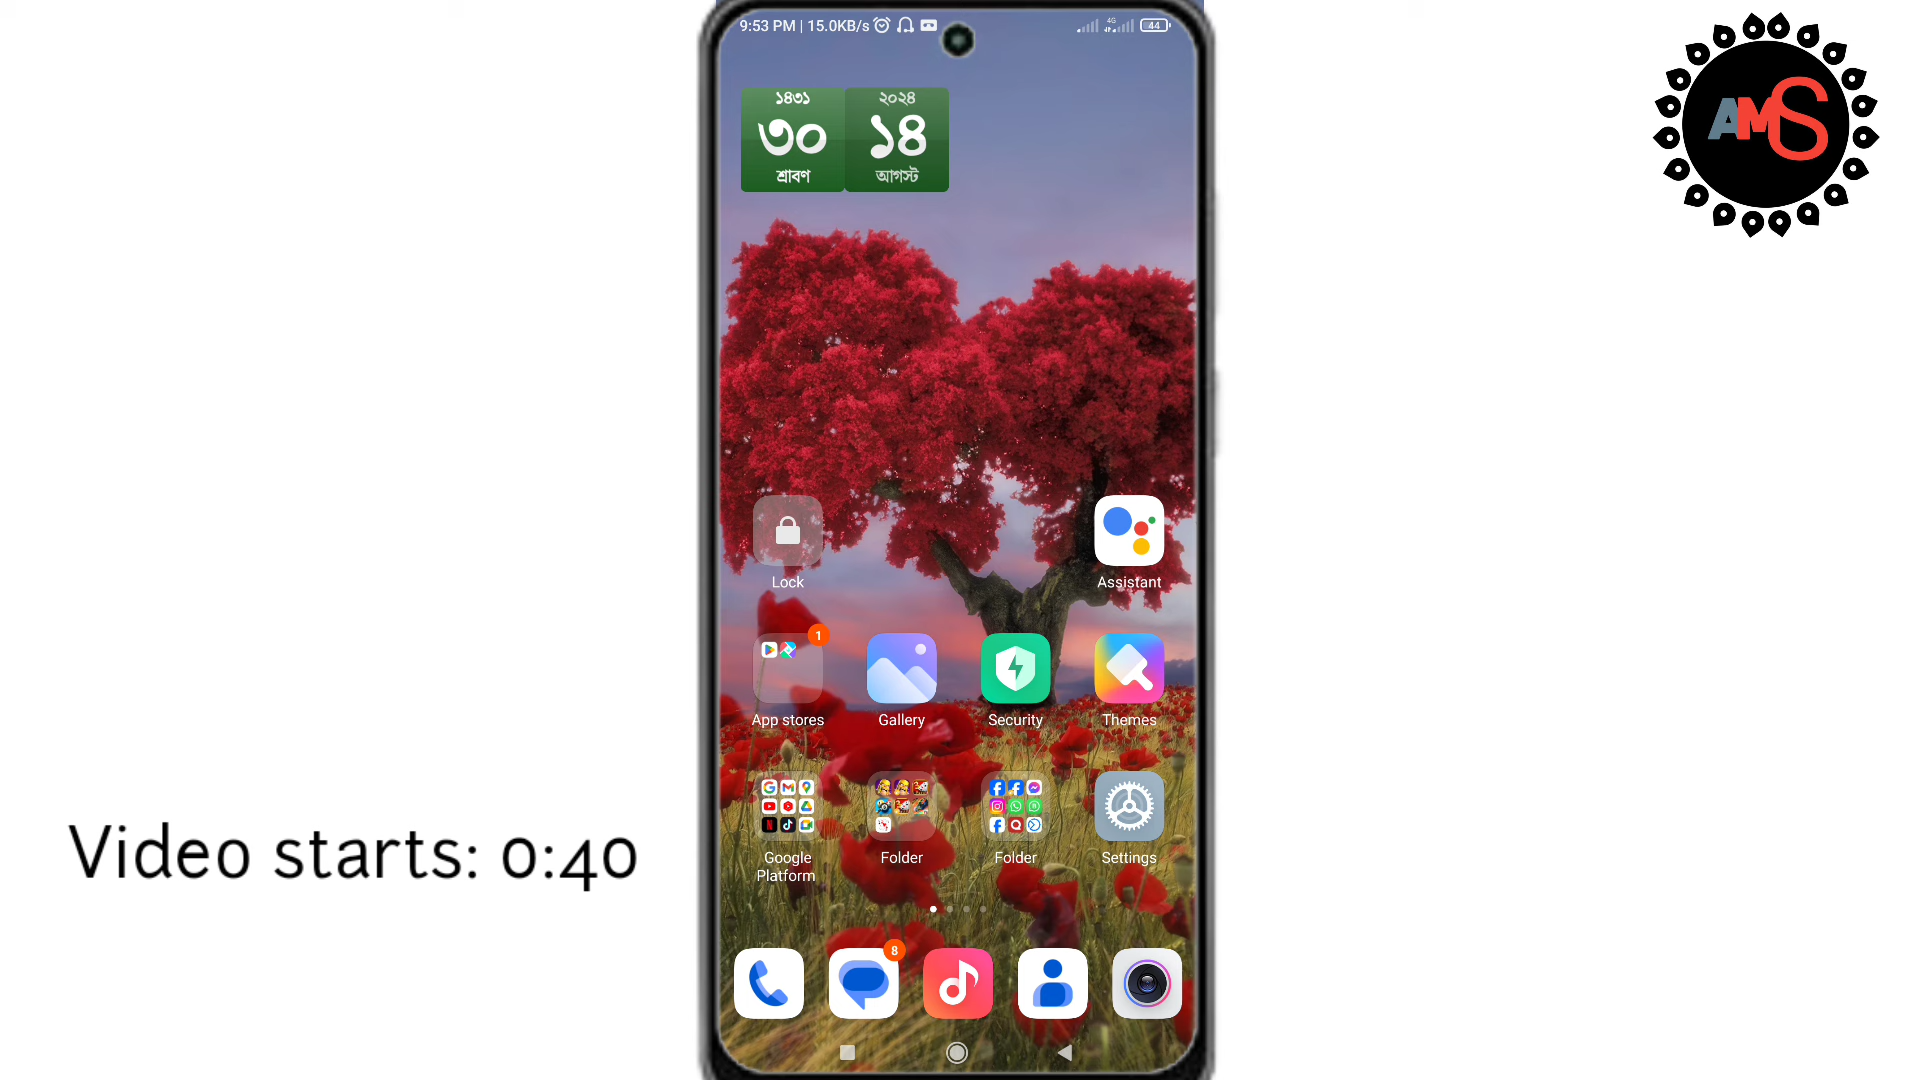 9:53 PM | 15.0KB/s
4G
44
১৪৩১
৩০
শ্রাবণ
২০২৪
১৪
আগস্ট
AMS
Lock
Assistant
1
App stores
Gallery
Security
Themes
Google
Platform
Folder
Folder
Settings
Video starts: 0:40
8